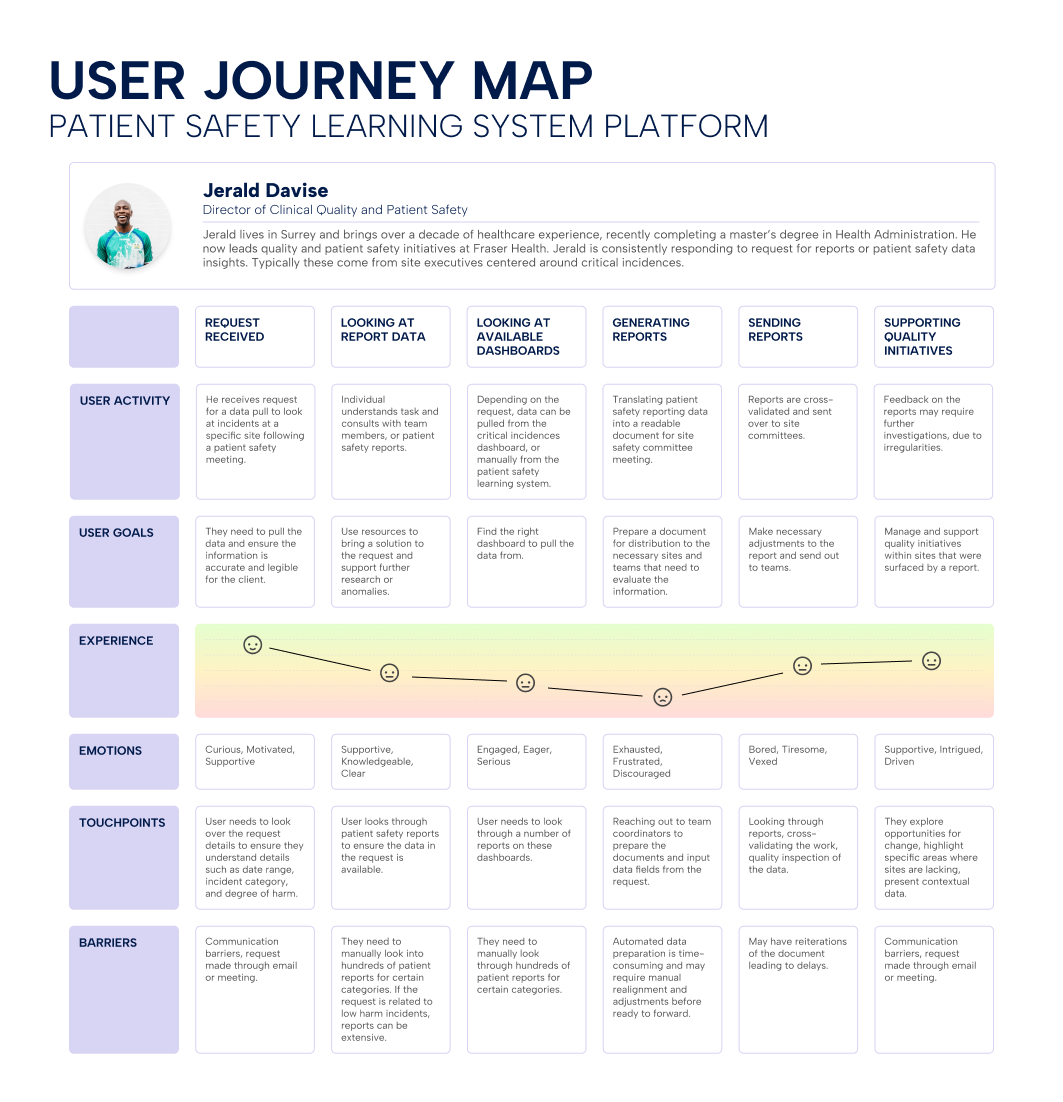 USER JOURNEY MAP
PATIENT SAFETY LEARNING SYSTEM PLATFORM
Jerald Davise
Director of Clinical Quality and Patient Safety
Jerald lives in Surrey and brings over a decade of healthcare experience, recently completing a master's degree in Health Administration. He
now leads quality and patient safety initiatives at Fraser Health. Jerald is consistently responding to request for reports or patient safety data
insights. Typically these come from site executives centered around critical incidences.
REQUEST
RECEIVED
LOOKING AT
REPORT DATA
LOOKING AT
AVAILABLE
DASHBOARDS
GENERATING
REPORTS
SENDING
REPORTS
SUPPORTING
QUALITY
INITIATIVES
USER ACTIVITY
He receives request
for a data pull to look
at incidents at a
specific site following
a patient safety
meeting.
Individual
understands task and
consults with team
members, or patient
safety reports.
Depending on the
request, data can be
pulled from the
critical incidences
dashboard, or
manually from the
patient safety
learning system.
Translating patient
safety reporting data
into a readable
document for site
safety committee
meeting.
Reports are cross-
validated and sent
over to site
committees.
Feedback on the
reports may require
further
investigations, due to
irregularities.
USER GOALS
They need to pull the
data and ensure the
information is
accurate and legible
for the client.
Use resources to
bring a solution to
the request and
support further
research or
anomalies.
Find the right
dashboard to pull the
data from.
Prepare a document
for distribution to the
necessary sites and
teams that need to
evaluate the
information.
Make necessary
adjustments to the
report and send out
to teams.
Manage and support
quality initiatives
within sites that were
surfaced by a report.
EXPERIENCE
EMOTIONS
Curious, Motivated,
Supportive
Supportive,
Knowledgeable,
Clear
Engaged, Eager,
Serious
Exhausted,
Frustrated,
Discouraged
Bored, Tiresome,
Vexed
Supportive, Intrigued,
Driven
TOUCHPOINTS
User needs to look
over the request
details to ensure they
understand details
such as date range,
incident category,
and degree of harm.
User looks through
patient safety reports
to ensure the data in
the request is
available.
User needs to look
through a number of
reports on these
dashboards.
Reaching out to team
coordinators to
prepare the
documents and input
data fields from the
request.
Looking through
reports, cross-
validating the work,
quality inspection of
the data.
They explore
opportunities for
change, highlight
specific areas where
sites are lacking,
present contextual
data.
BARRIERS
Communication
barriers, request
made through email
or meeting.
They need to
manually look into
hundreds of patient
reports for certain
categories. If the
request is related to
low harm incidents,
reports can be
extensive.
They need to
manually look
through hundreds of
patient reports for
certain categories.
Automated data
preparation is time-
consuming and may
require manual
realignment and
adjustments before
ready to forward.
May have reiterations
of the document
leading to delays.
Communication
barriers, request
made through email
or meeting.